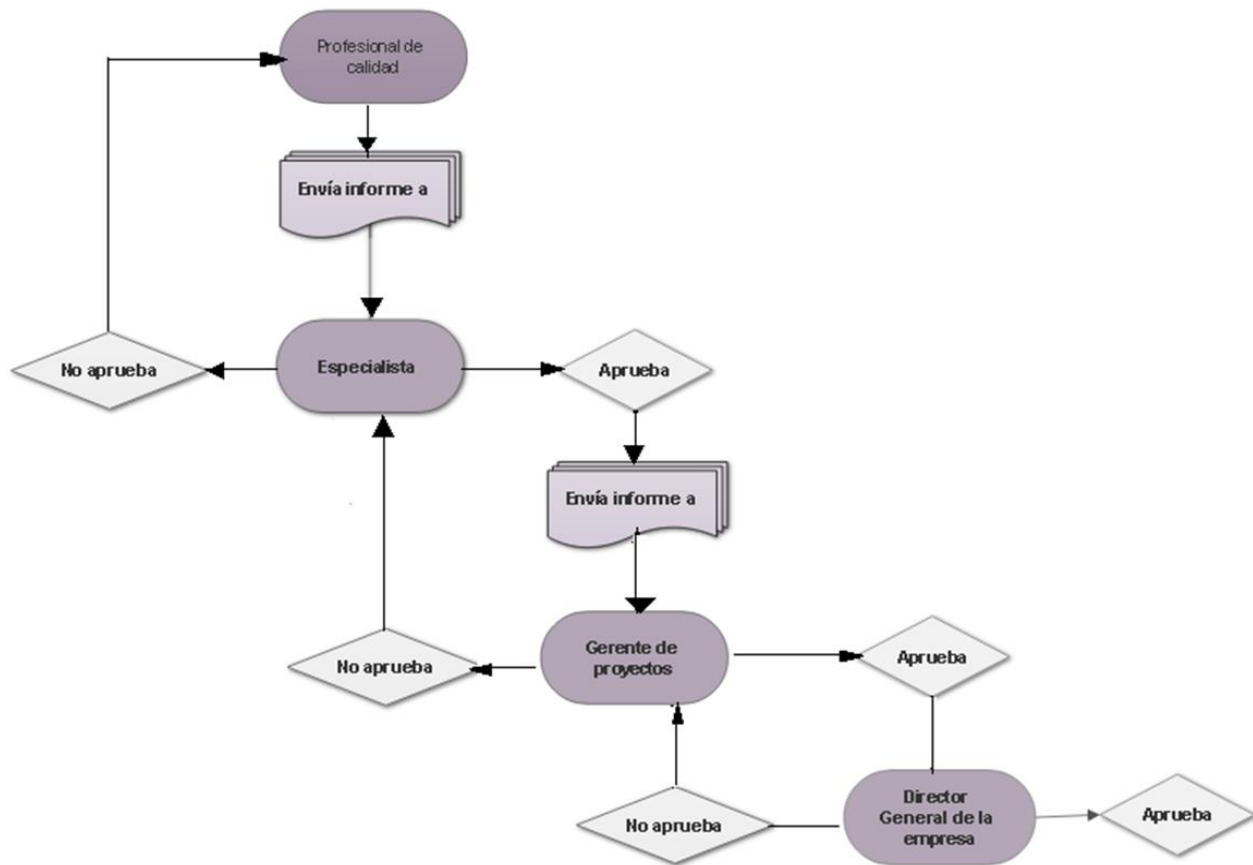 Profesional de
calidad
Envía informe a
No aprueba
Especialista
Aprueba
Envía informe a
No aprueba
Gerente de
proyectos
Aprueba
No aprueba
Director
General de la
empresa
Aprueba